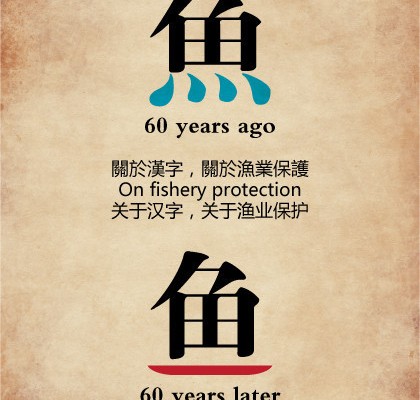 魚
60 years ago
關於漢字，關於漁業保護
On fishery protection
关于汉字，关于渔业保护
鱼
60 years later